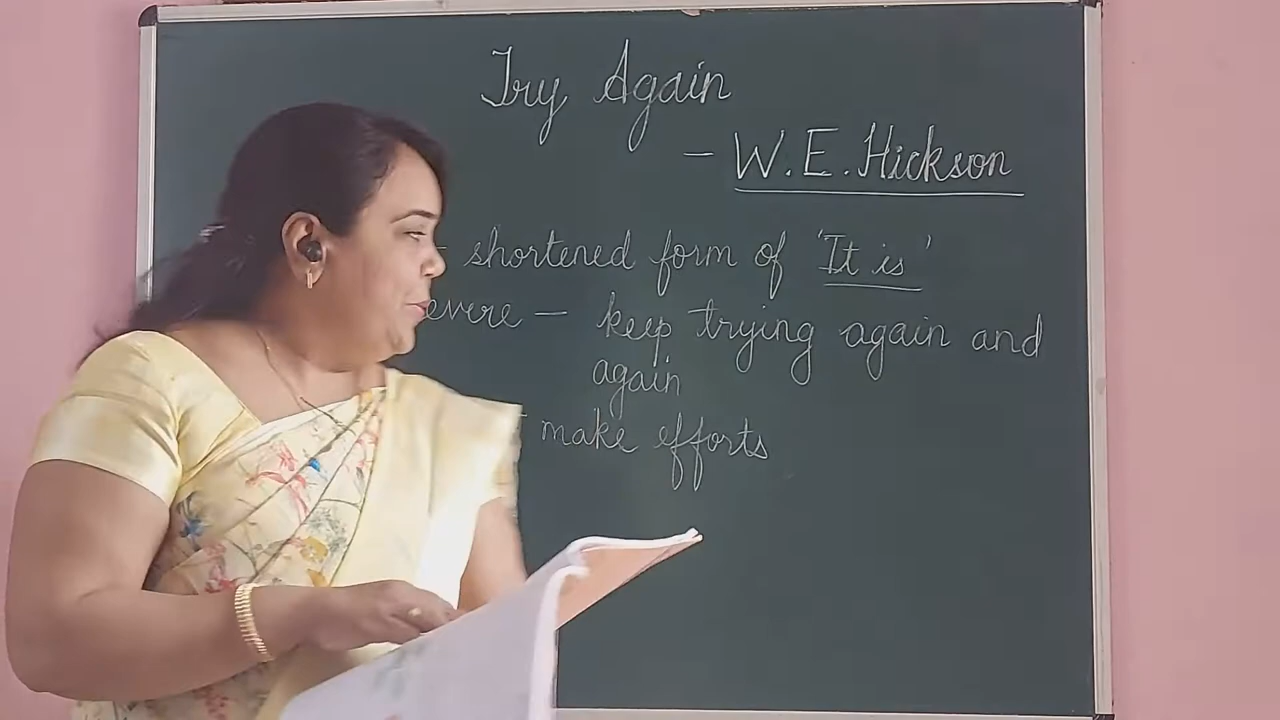 Try Again
- W.E. Hickson
- shortened form of 'It is'
evere - keep trying again and
again
make efforts